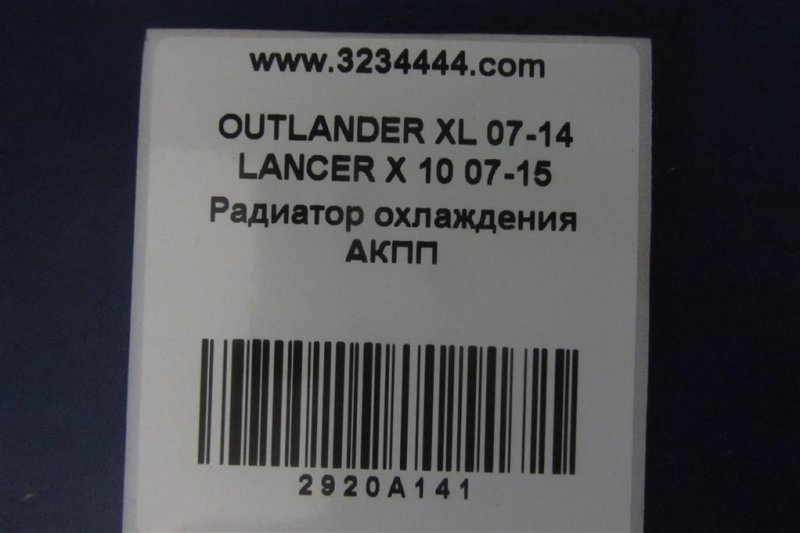 www.3234444.com
OUTLANDER XL 07-14
LANCER X 10 07-15
Радиатор охлаждения
АКПП
2920A141